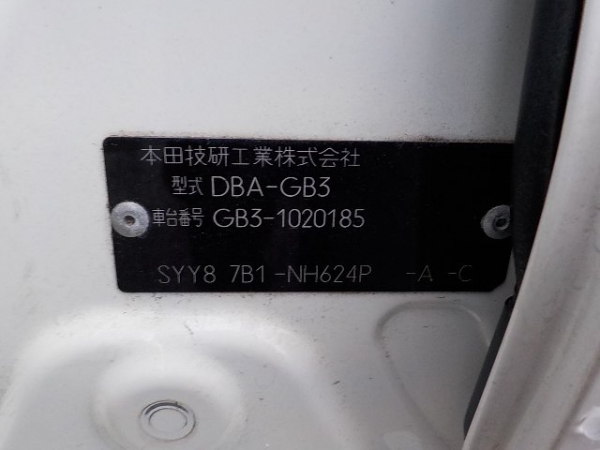 本田技研工業株式会社
型式 DBA-GB3
車台番号 GB3-1020185
SYY8 7B1 -NH624P -A -C